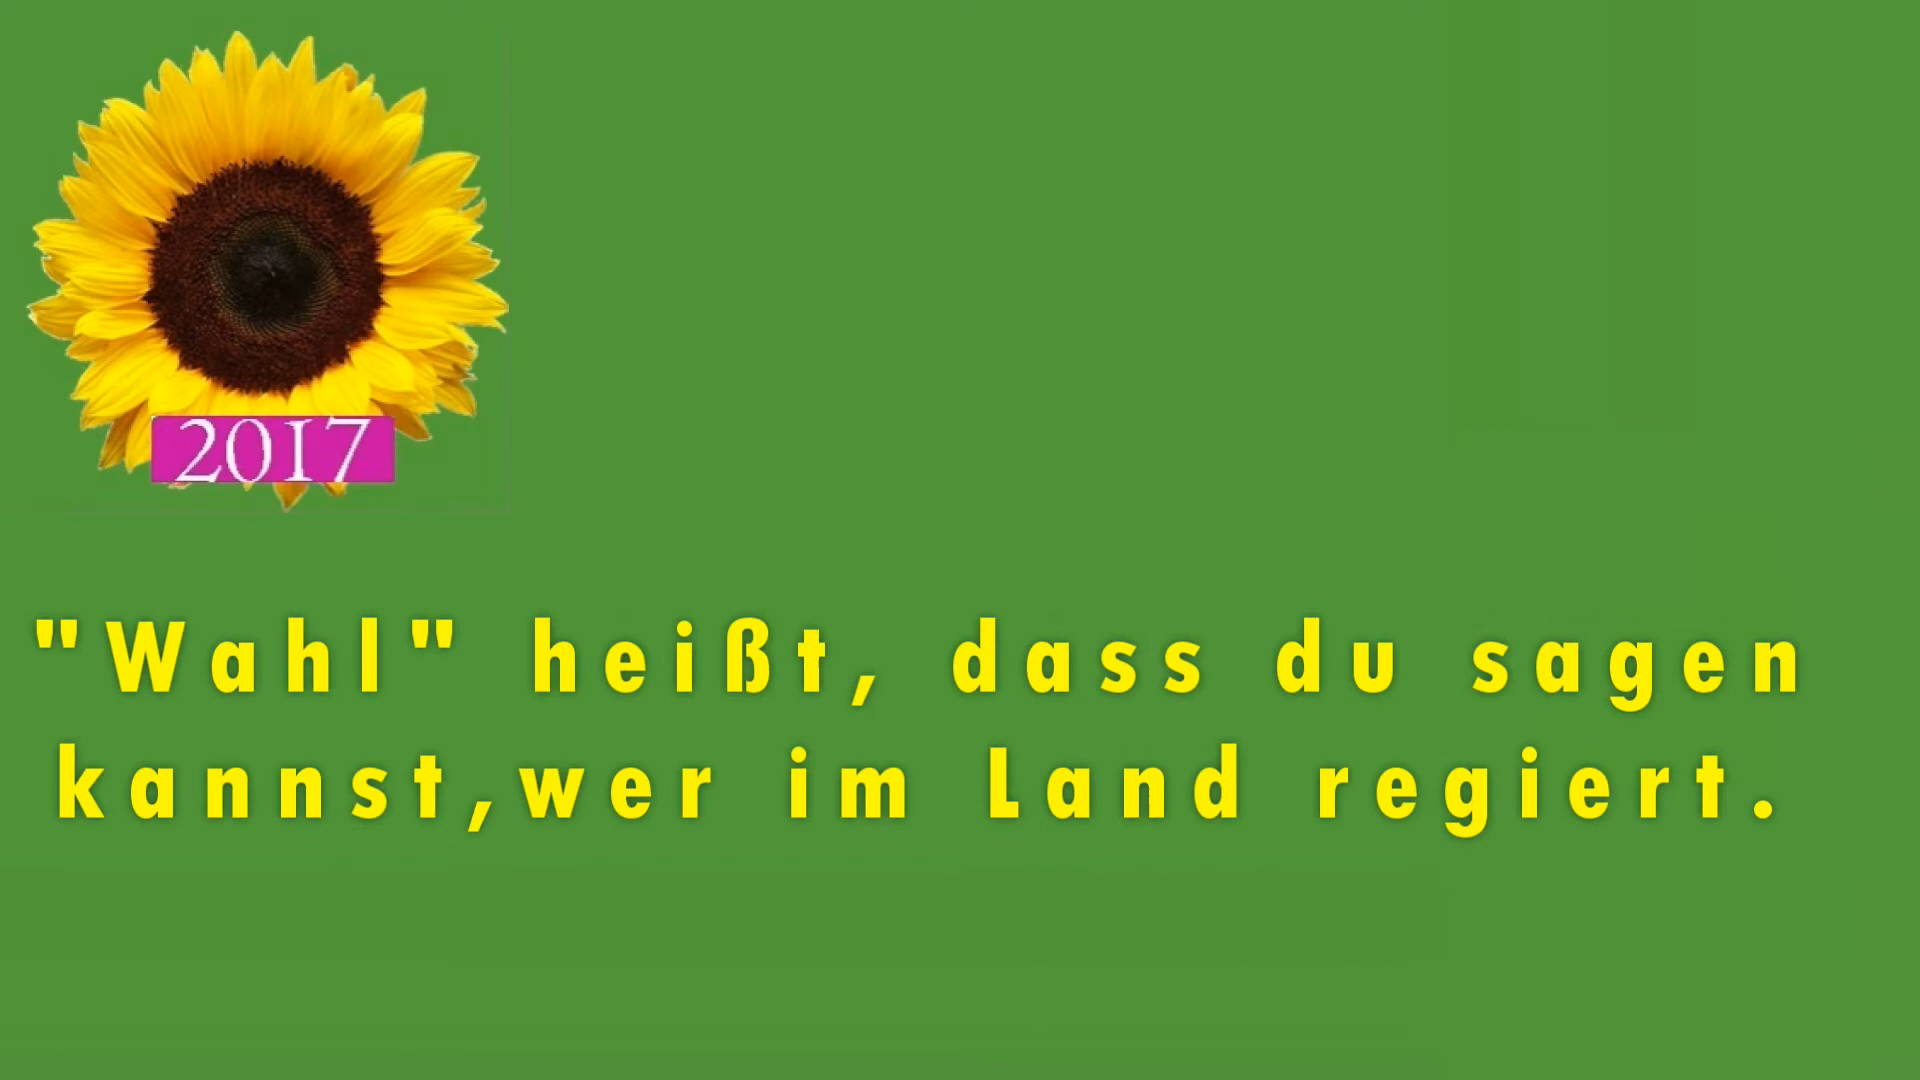 2017
"Wahl" heißt, dass du sagen
kannst,wer im Land regiert.